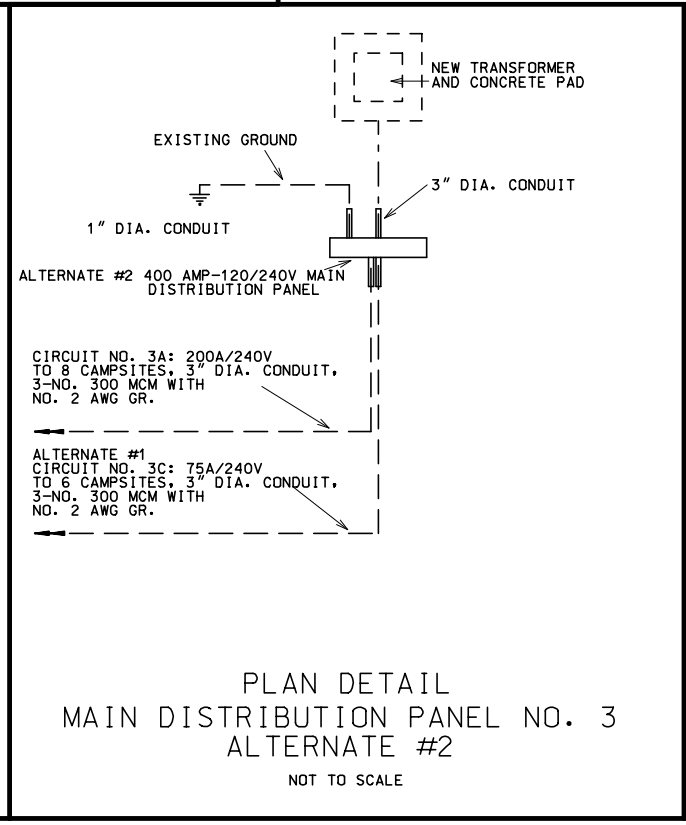 NEW TRANSFORMER
AND CONCRETE PAD
EXISTING GROUND
3" DIA. CONDUIT
1" DIA. CONDUIT
ALTERNATE #2 400 AMP-120/240V MAIN
DISTRIBUTION PANEL
CIRCUIT NO. 3A: 200A/240V
TO 8 CAMPSITES, 3" DIA. CONDUIT,
3-NO. 300 MCM WITH
NO. 2 AWG GR.
ALTERNATE #1
CIRCUIT NO. 3C: 75A/240V
TO 6 CAMPSITES, 3" DIA. CONDUIT,
3-NO. 300 MCM WITH
NO. 2 AWG GR.
PLAN DETAIL
MAIN DISTRIBUTION PANEL NO. 3
ALTERNATE #2
NOT TO SCALE